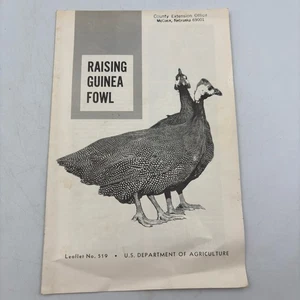 County Extension Office
RAISING
GUINEA
FOWL
Leaflet No. 519 • U.S. DEPARTMENT OF AGRICULTURE